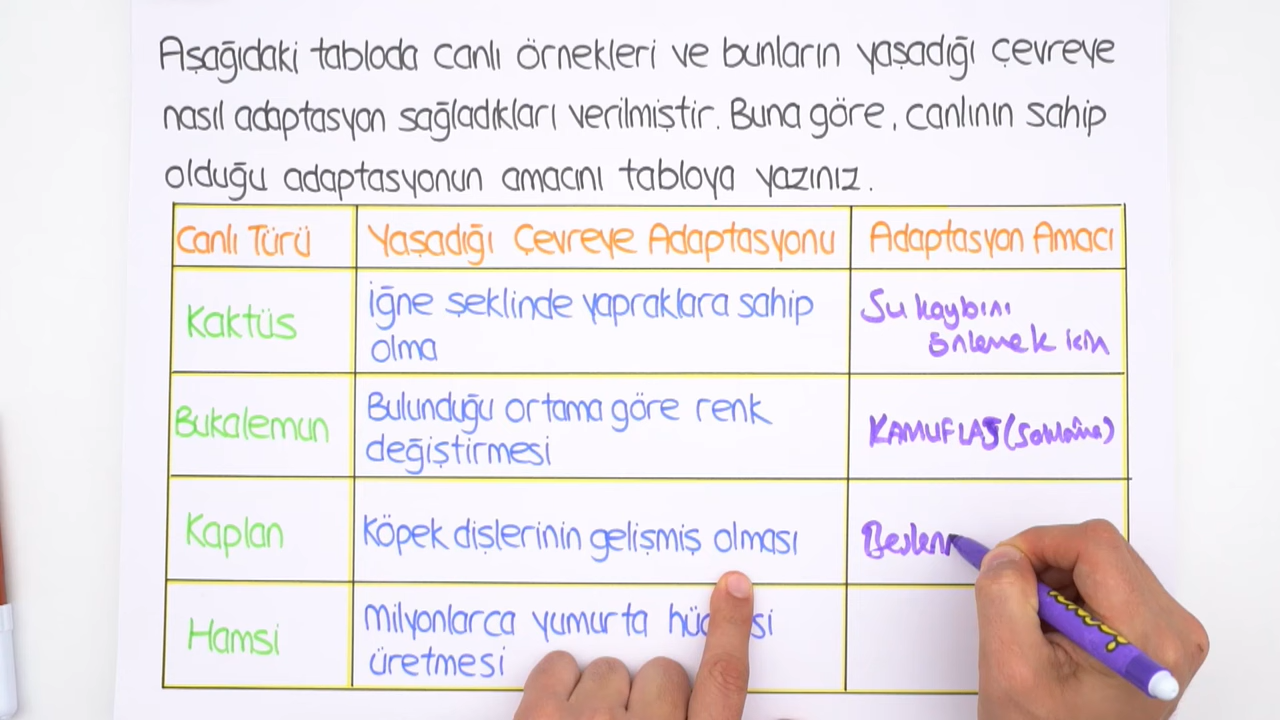 Aşağıdaki tabloda canlı örnekleri ve bunların yaşadığı çevreye
nasıl adaptasyon sağladıkları verilmiştir. Buna göre, canlının sahip
olduğu adaptasyonun amacını tabloya yazınız.
Canlı Türü Yaşadığı Çevreye Adaptasyonu Adaptasyon Amacı
Kaktüs
İğne şeklinde yapraklara sahip
olma
Su kaybını
önlemek için
Bukalemun
Bulunduğu ortama göre renk
değiştirmesi
KAMUFLAJ
Kaplan
Köpek dişlerinin gelişmiş olması
Beslen
Hamsi
Milyonlarca yumurta
üretmesi